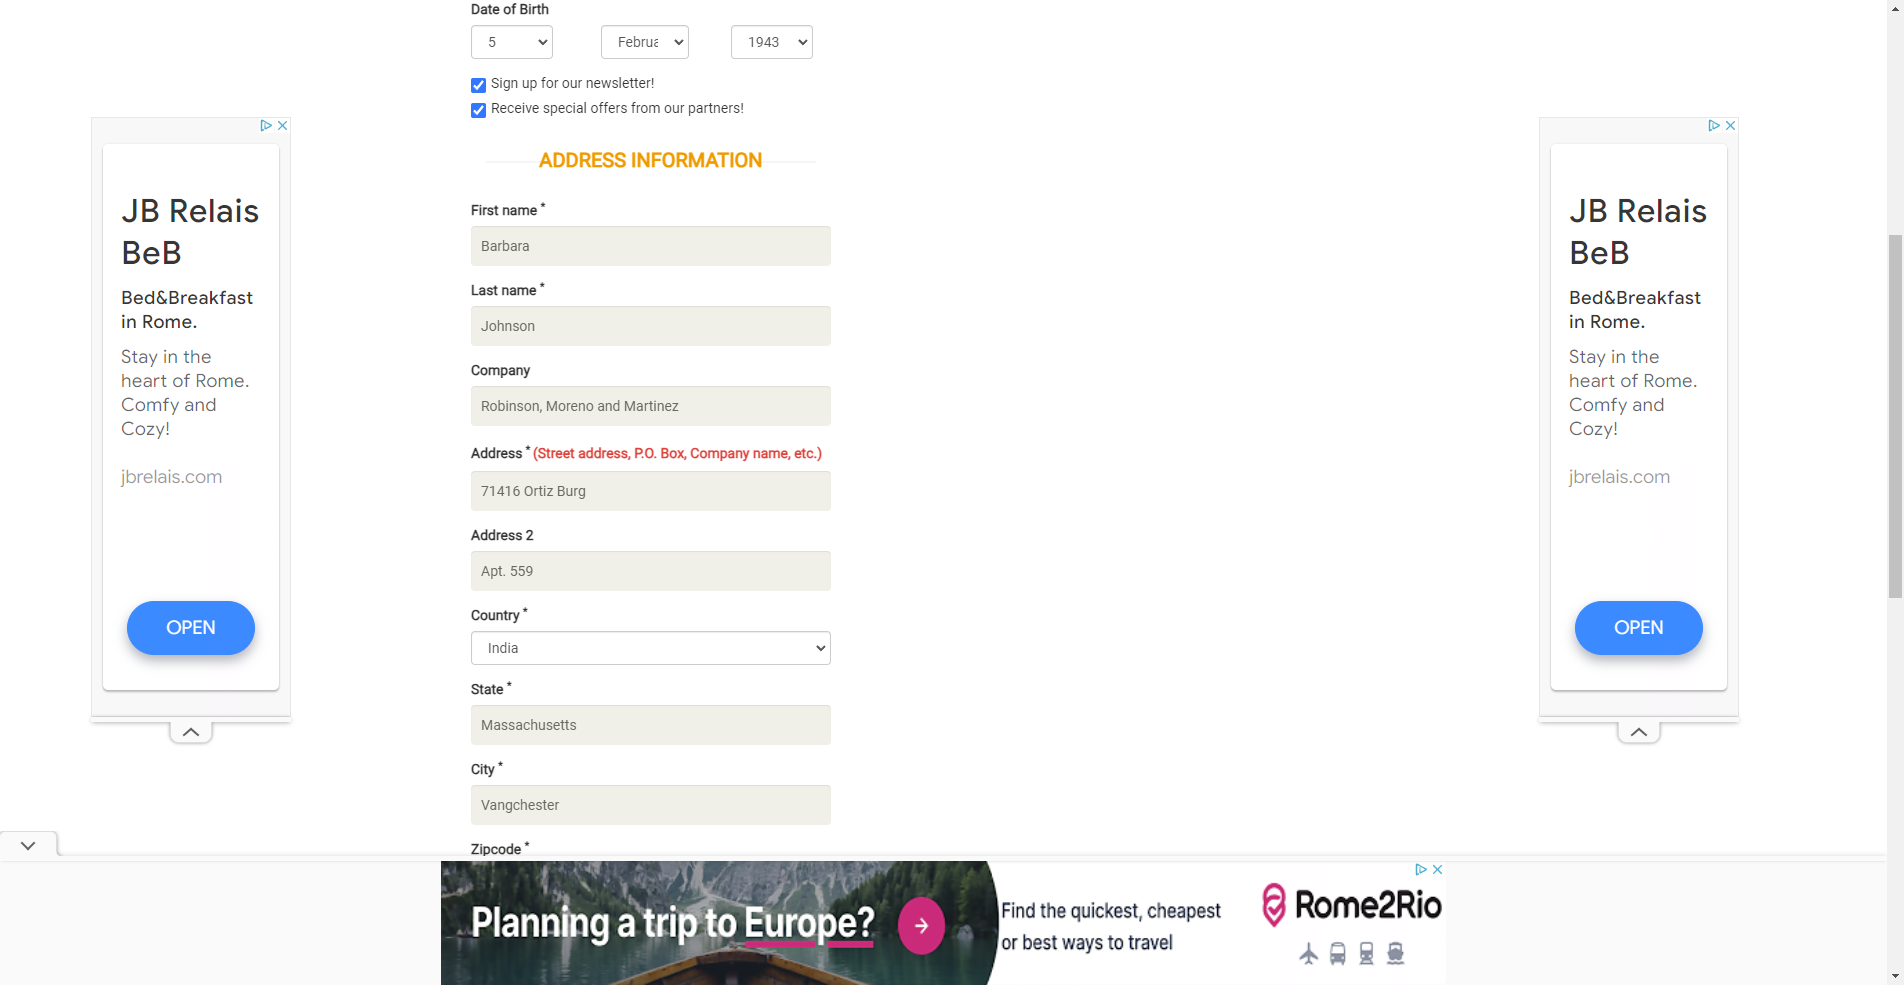 Date of Birth
5
Februa
1943
Sign up for our newsletter!
Receive special offers from our partners!
ADDRESS INFORMATION
First name *
Barbara
Last name *
Johnson
Company
Robinson, Moreno and Martinez
Address * (Street address, P.O. Box, Company name, etc.)
71416 Ortiz Burg
Address 2
Apt. 559
Country *
India
State *
Massachusetts
City *
Vangchester
Zipcode *
JB Relais
BeB
Bed&Breakfast
in Rome.
Stay in the
heart of Rome.
Comfy and
Cozy!
jbrelais.com
OPEN
JB Relais
BeB
Bed&Breakfast
in Rome.
Stay in the
heart of Rome.
Comfy and
Cozy!
jbrelais.com
OPEN
Planning a trip to Europe?
Find the quickest, cheapest
or best ways to travel
Rome2Rio